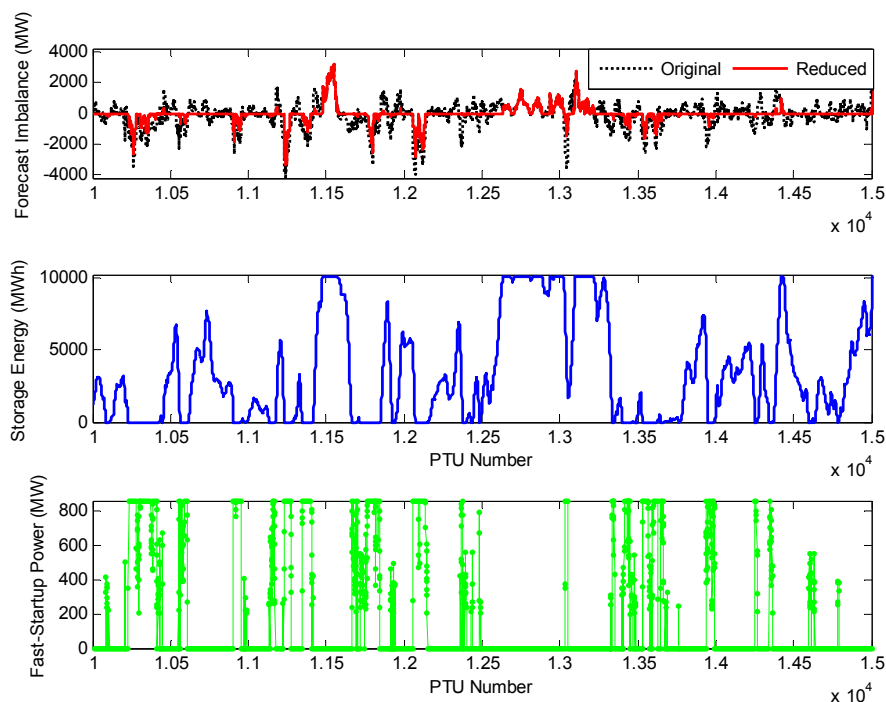 Forecast Imbalance (MW)
4000
2000
0
-2000
-4000
Original
Reduced
1 1.05 1.1 1.15 1.2 1.25 1.3 1.35 1.4 1.45 1.5
x 10^4
Storage Energy (MWh)
10000
5000
0
1 1.05 1.1 1.15 1.2 1.25 1.3 1.35 1.4 1.45 1.5
PTU Number
x 10^4
Fast-Startup Power (MW)
800
600
400
200
0
1 1.05 1.1 1.15 1.2 1.25 1.3 1.35 1.4 1.45 1.5
PTU Number
x 10^4